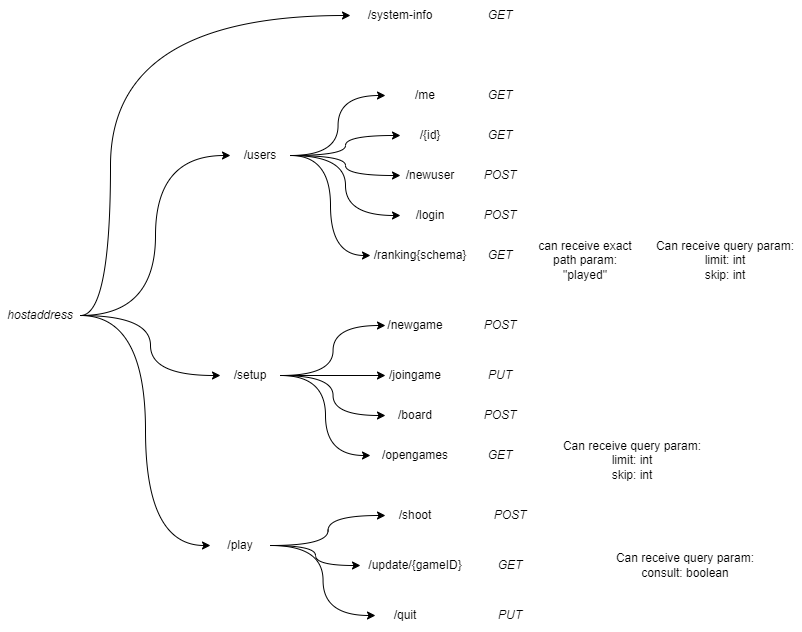 /system-info GET
/me GET
/{id} GET
/users
/newuser POST
/login POST
/ranking{schema} GET
can receive exact
path param:
"played"
Can receive query param:
limit: int
skip: int
hostaddress
/newgame POST
/setup
/joingame PUT
/board POST
/opengames GET
Can receive query param:
limit: int
skip: int
/shoot POST
/play
/update/{gameID} GET
Can receive query param:
consult: boolean
/quit PUT